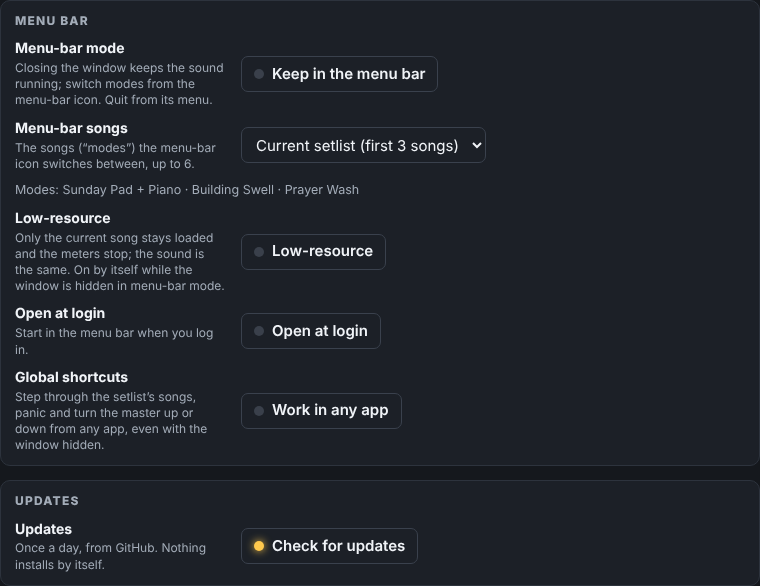 MENU BAR
Menu-bar mode
Closing the window keeps the sound
running; switch modes from the
menu-bar icon. Quit from its menu.
Keep in the menu bar
Menu-bar songs
The songs (“modes”) the menu-bar
icon switches between, up to 6.
Current setlist (first 3 songs)
Modes: Sunday Pad + Piano · Building Swell · Prayer Wash
Low-resource
Only the current song stays loaded
and the meters stop; the sound is
the same. On by itself while the
window is hidden in menu-bar mode.
Low-resource
Open at login
Start in the menu bar when you log
in.
Open at login
Global shortcuts
Step through the setlist’s songs,
panic and turn the master up or
down from any app, even with the
window hidden.
Work in any app
UPDATES
Updates
Once a day, from GitHub. Nothing
installs by itself.
Check for updates